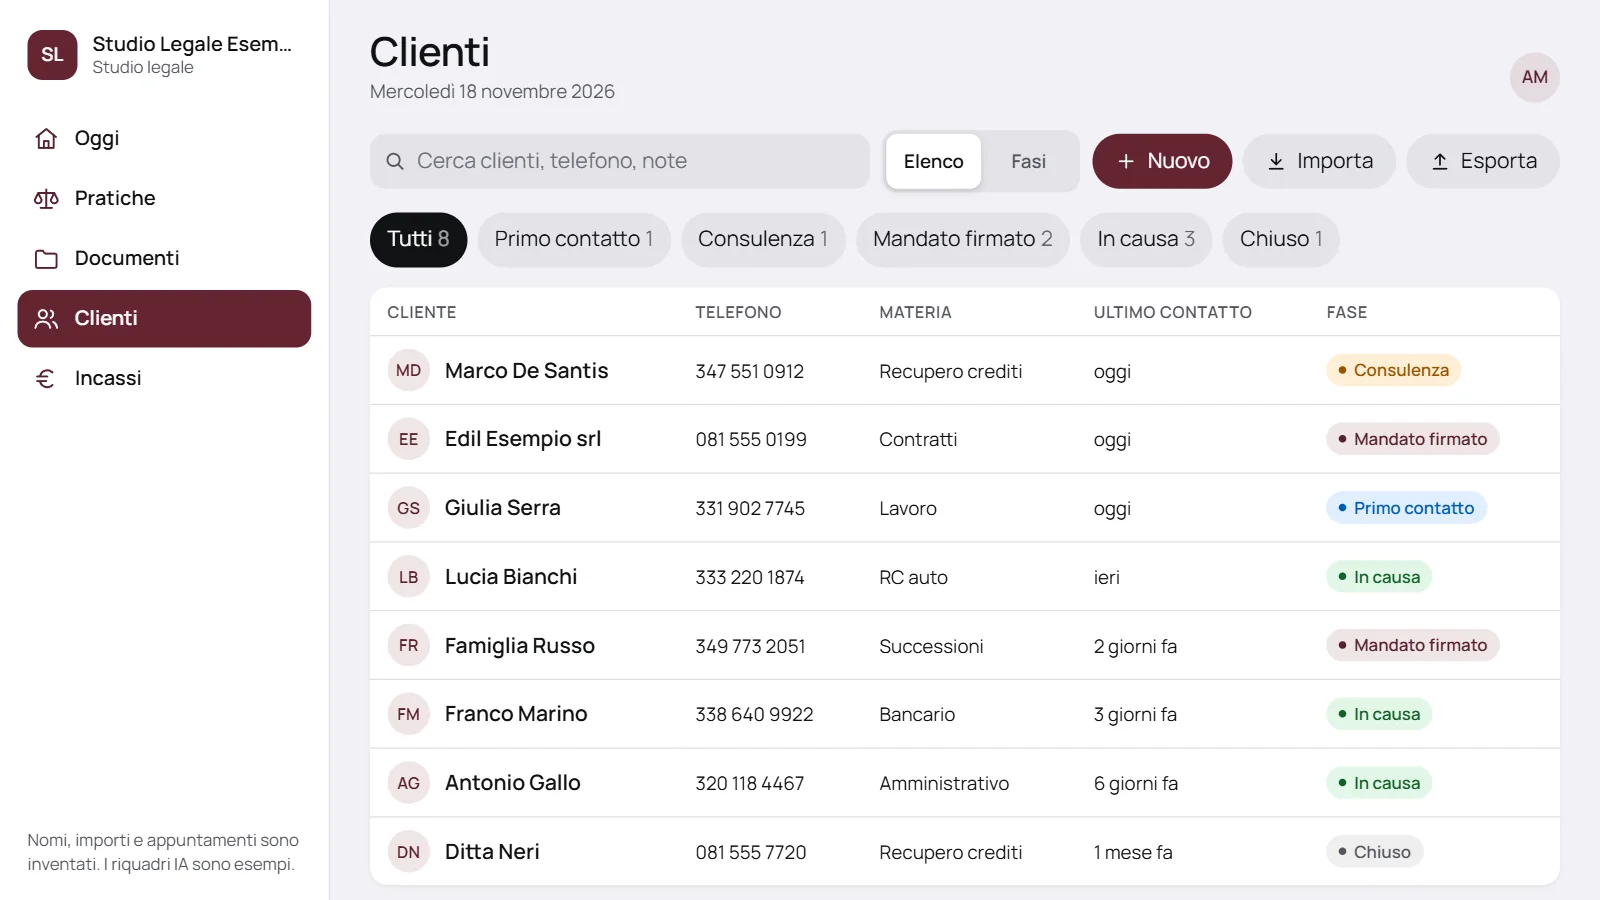 SL
Studio Legale Esem...
Studio legale
Oggi
Pratiche
Documenti
Clienti
Incassi
Nomi, importi e appuntamenti sono
inventati. I riquadri IA sono esempi.
Clienti
Mercoledì 18 novembre 2026
AM
Cerca clienti, telefono, note
Elenco Fasi
Nuovo
Importa
Esporta
Tutti 8 Primo contatto 1 Consulenza 1 Mandato firmato 2 In causa 3 Chiuso 1
CLIENTE TELEFONO MATERIA ULTIMO CONTATTO FASE
MD Marco De Santis 347 551 0912 Recupero crediti oggi Consulenza
EE Edil Esempio srl 081 555 0199 Contratti oggi Mandato firmato
GS Giulia Serra 331 902 7745 Lavoro oggi Primo contatto
LB Lucia Bianchi 333 220 1874 RC auto ieri In causa
FR Famiglia Russo 349 773 2051 Successioni 2 giorni fa Mandato firmato
FM Franco Marino 338 640 9922 Bancario 3 giorni fa In causa
AG Antonio Gallo 320 118 4467 Amministrativo 6 giorni fa In causa
DN Ditta Neri 081 555 7720 Recupero crediti 1 mese fa Chiuso